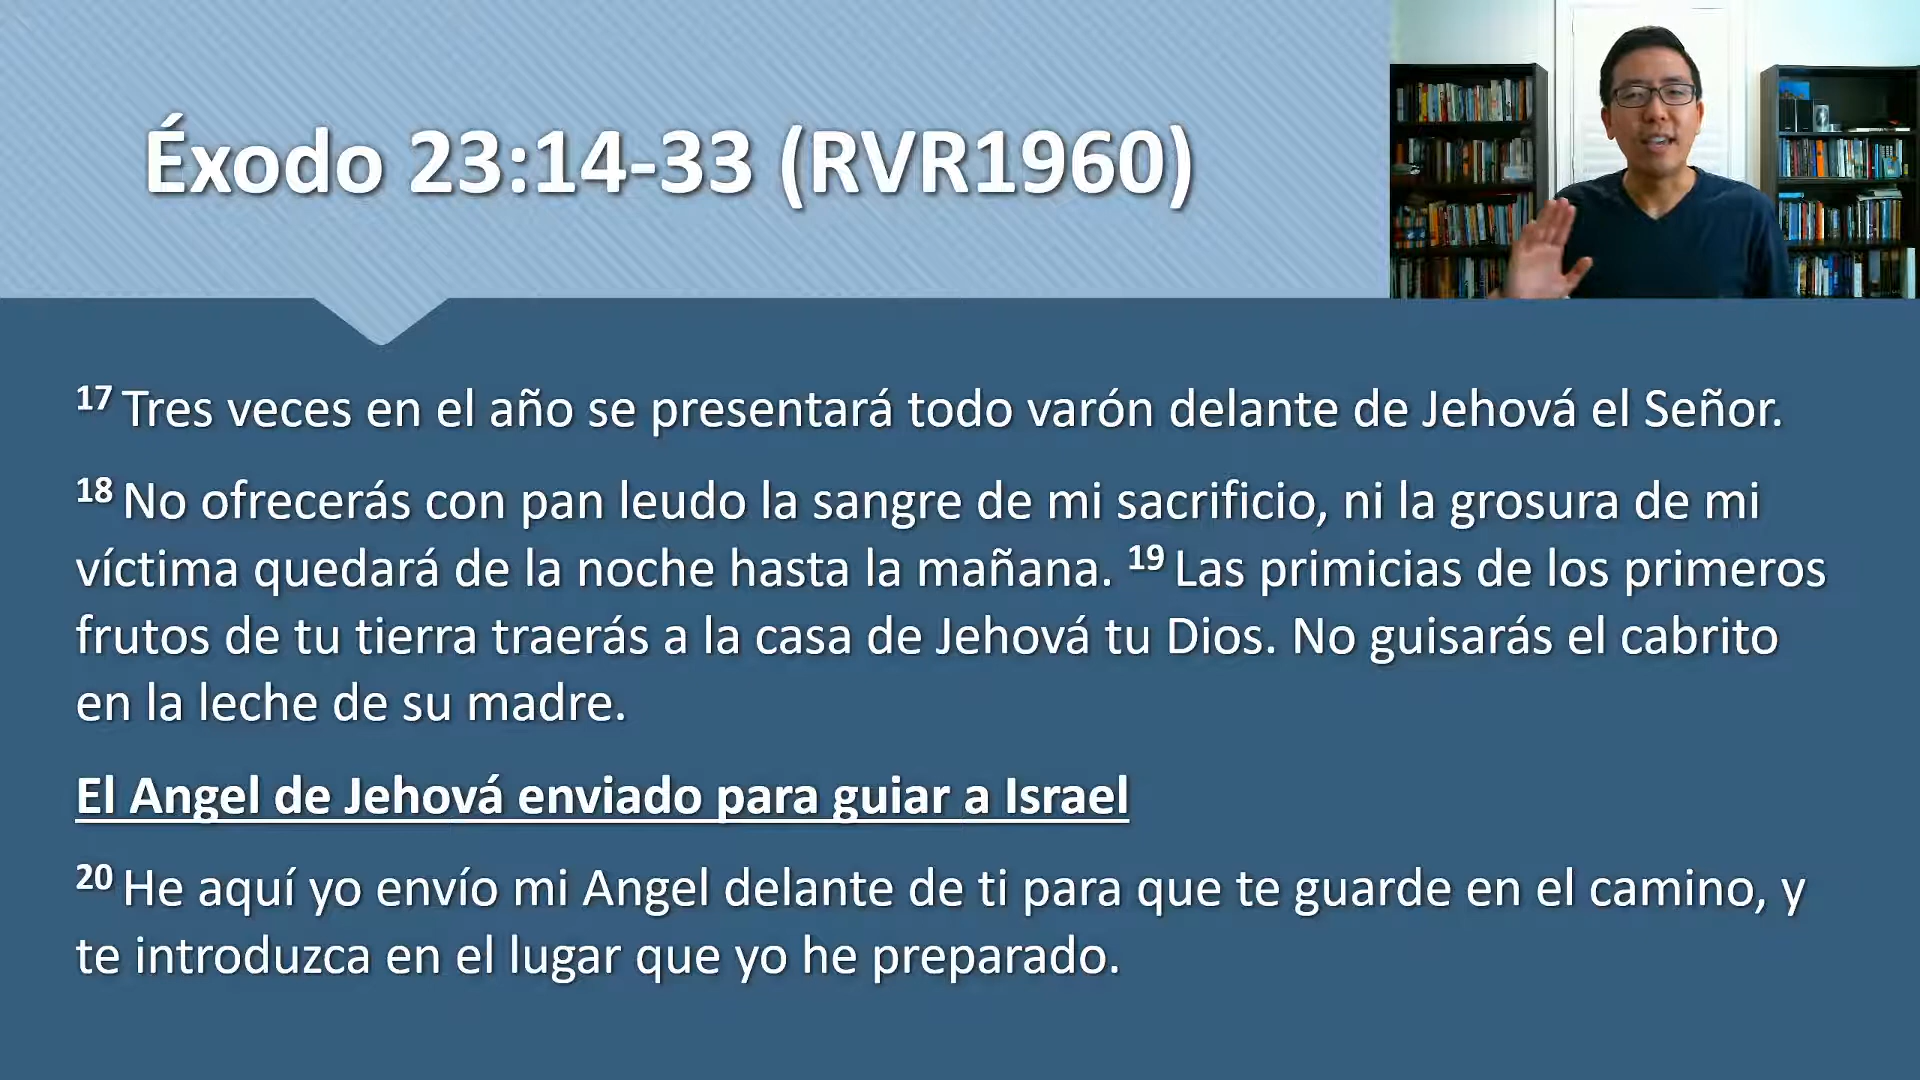 Éxodo 23:14-33 (RVR1960)
17 Tres veces en el año se presentará todo varón delante de Jehová el Señor.
18 No ofrecerás con pan leudo la sangre de mi sacrificio, ni la grosura de mi
víctima quedará de la noche hasta la mañana. 19 Las primicias de los primeros
frutos de tu tierra traerás a la casa de Jehová tu Dios. No guisarás el cabrito
en la leche de su madre.
El Angel de Jehová enviado para guiar a Israel
20 He aquí yo envío mi Angel delante de ti para que te guarde en el camino, y
te introduzca en el lugar que yo he preparado.